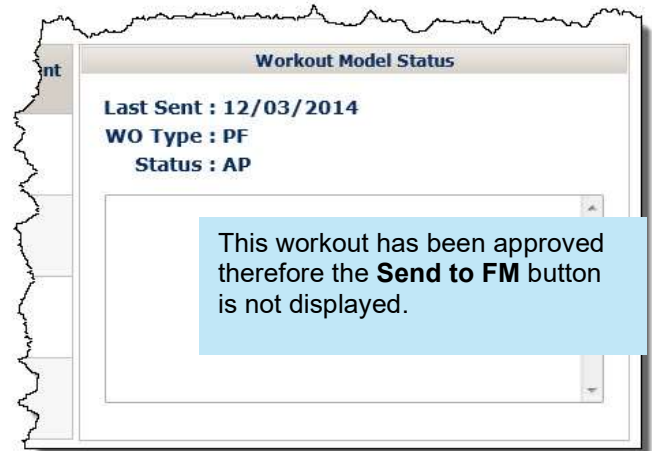 nt
Workout Model Status
Last Sent : 12/03/2014
WO Type : PF
Status : AP
This workout has been approved
therefore the Send to FM button
is not displayed.